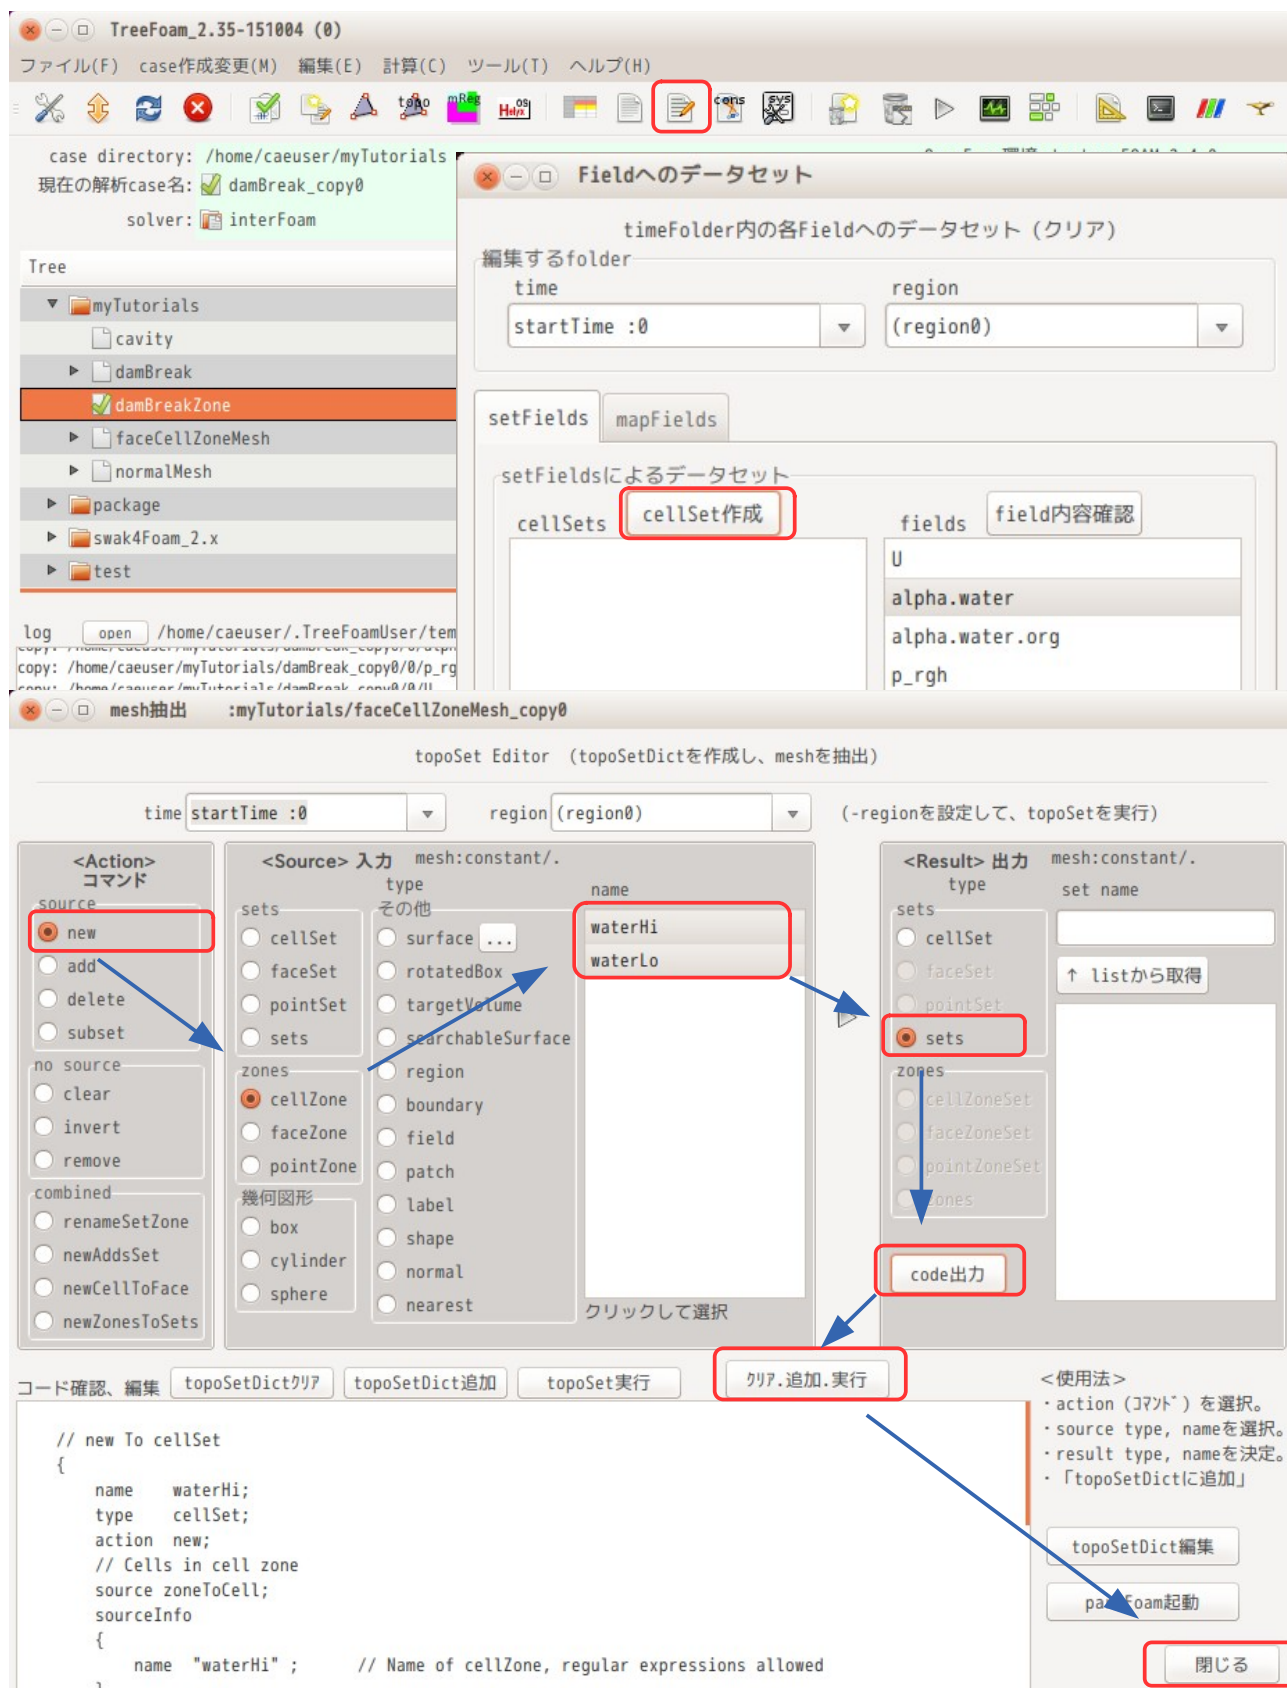 TreeFoam_2.35-151004 (0)
ファイル(F) case作成変更(M) 編集(E) 計算(C) ツール(T) ヘルプ(H)
topo mReg Helyx OS cons sys
case directory: /home/caeuser/myTutorials
現在の解析case名: damBreak_copy0
solver: interFoam
Tree
myTutorials
cavity
damBreak
damBreakZone
faceCellZoneMesh
normalMesh
package
swak4Foam_2.x
test
log open /home/caeuser/.TreeFoamUser/tem
copy: /home/caeuser/myTutorials/damBreak_copy0/0/p_rg
copy: /home/caeuser/myTutorials/damBreak_copy0/0/U
Fieldへのデータセット
timeFolder内の各Fieldへのデータセット (クリア)
編集するfolder
time region
startTime :0 (region0)
setFields mapFields
setFieldsによるデータセット
cellSets cellSet作成 fields field内容確認
U
alpha.water
alpha.water.org
p_rgh
mesh抽出 :myTutorials/faceCellZoneMesh_copy0
topoSet Editor (topoSetDictを作成し、meshを抽出)
time startTime :0 region (region0) (-regionを設定して、topoSetを実行)
<Action>
コマンド
source
new
add
delete
subset
no source
clear
invert
remove
combined
renameSetZone
newAddsSet
newCellToFace
newZonesToSets
<Source> 入力 mesh:constant/.
type
name
sets
cellSet
faceSet
pointSet
sets
zones
cellZone
faceZone
pointZone
幾何図形
box
cylinder
sphere
その他
surface ...
rotatedBox
targetVolume
searchableSurface
region
boundary
field
patch
label
shape
normal
nearest
waterHi
waterLo
クリックして選択
<Result> 出力 mesh:constant/.
type set name
sets
cellSet
faceSet
pointSet
sets
↑ listから取得
zones
cellZoneSet
faceZoneSet
pointZoneSet
zones
code出力
コード確認、編集 topoSetDictクリア topoSetDict追加 topoSet実行 クリア.追加.実行
// new To cellSet
{
name waterHi;
type cellSet;
action new;
// Cells in cell zone
source zoneToCell;
sourceInfo
{
name "waterHi" ; // Name of cellZone, regular expressions allowed
<使用法>
・action (コマンド) を選択。
・source type, nameを選択。
・result type, nameを決定。
・「topoSetDictに追加」
topoSetDict編集
閉じる